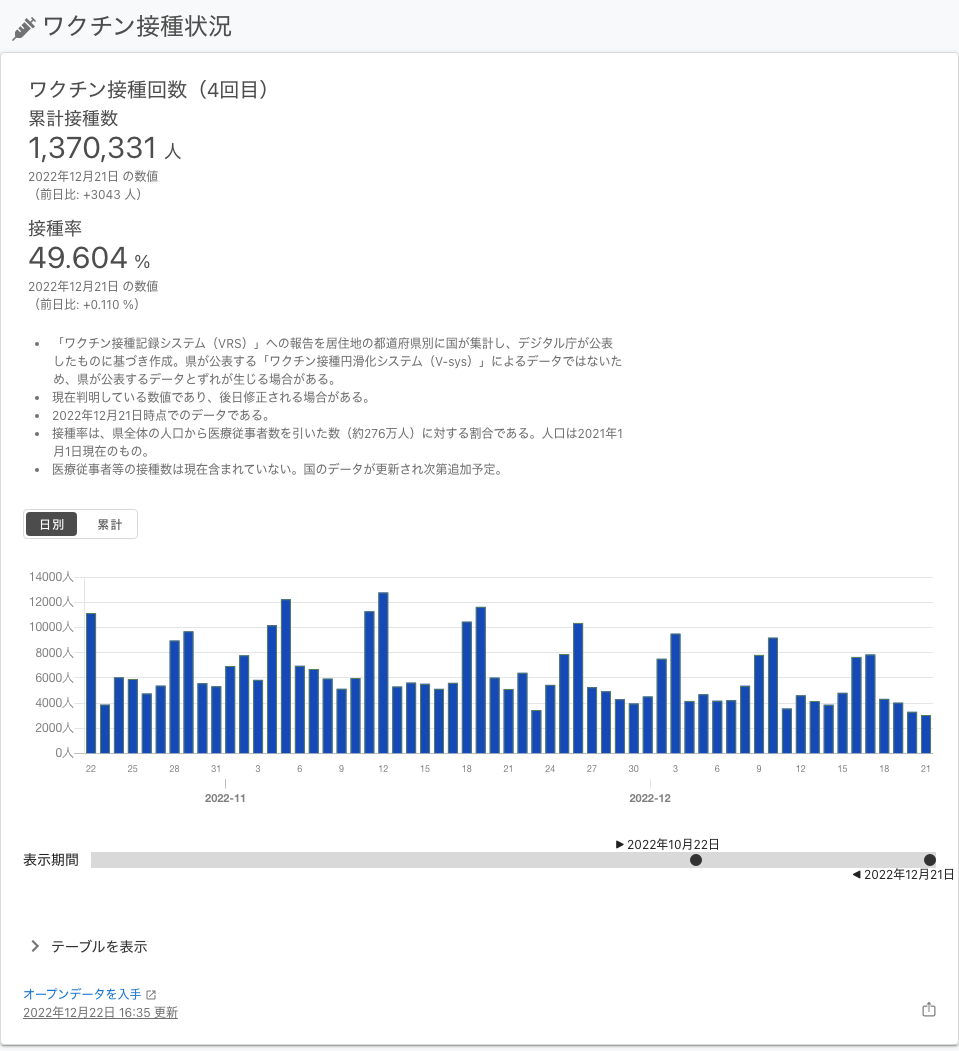 ワクチン接種状況
ワクチン接種回数（4回目）
累計接種数
1,370,331 人
2022年12月21日 の数値
（前日比: +3043 人）
接種率
49.604 %
2022年12月21日 の数値
（前日比: +0.110 %）
• 「ワクチン接種記録システム（VRS）」への報告を居住地の都道府県別に国が集計し、デジタル庁が公表
したものに基づき作成。県が公表する「ワクチン接種円滑化システム（V-sys）」によるデータではないた
め、県が公表するデータとずれが生じる場合がある。
• 現在判明している数値であり、後日修正される場合がある。
• 2022年12月21日時点でのデータである。
• 接種率は、県全体の人口から医療従事者数を引いた数（約276万人）に対する割合である。人口は2021年1
月1日現在のもの。
• 医療従事者等の接種数は現在含まれていない。国のデータが更新され次第追加予定。
日別 累計
14000人
12000人
10000人
8000人
6000人
4000人
2000人
0人
22 25 28 31 3 6 9 12 15 18 21 24 27 30 3 6 9 12 15 18 21
2022-11 2022-12
▶ 2022年10月22日
表示期間
◀ 2022年12月21日
テーブルを表示
オープンデータを入手
2022年12月22日 16:35 更新